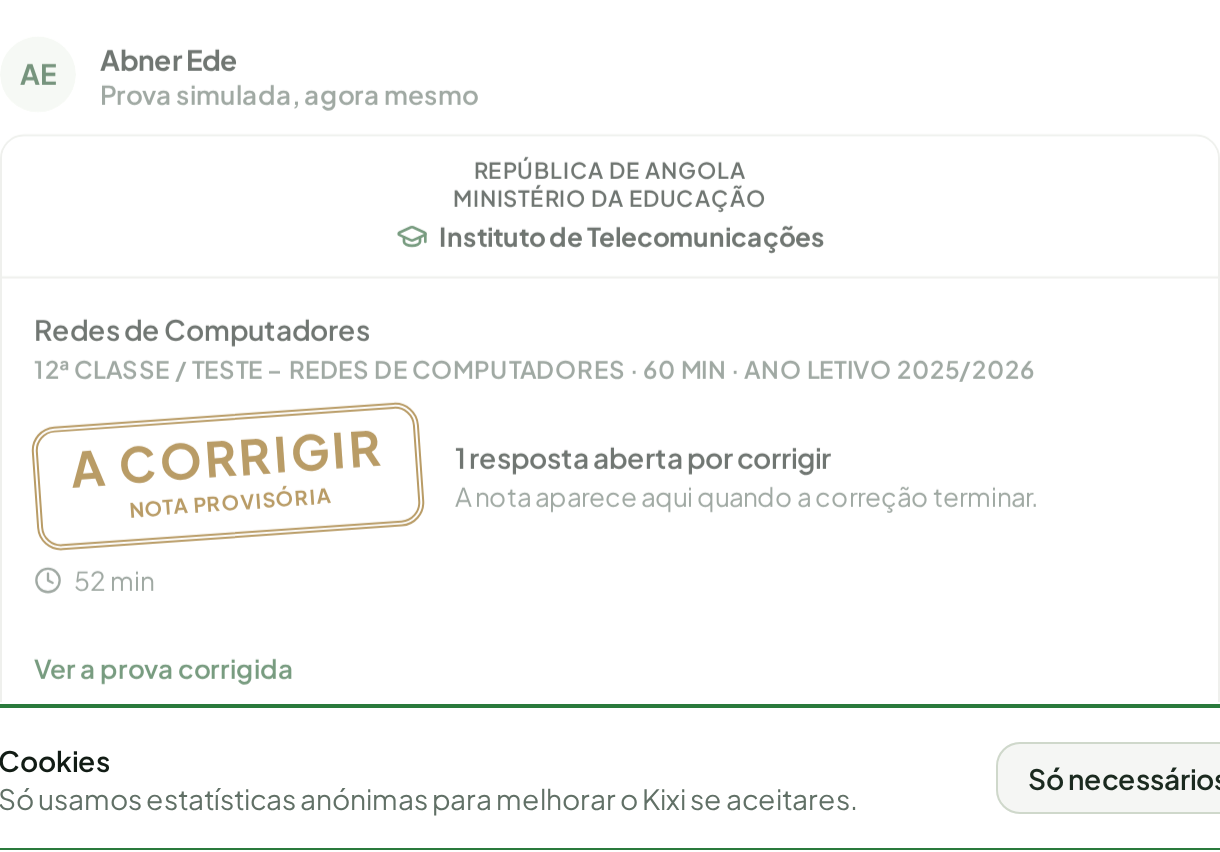 AE
Abner Ede
Prova simulada, agora mesmo
REPÚBLICA DE ANGOLA
MINISTÉRIO DA EDUCAÇÃO
Instituto de Telecomunicações
Redes de Computadores
12ª CLASSE / TESTE – REDES DE COMPUTADORES · 60 MIN · ANO LETIVO 2025/2026
A CORRIGIR
NOTA PROVISÓRIA
1 resposta aberta por corrigir
A nota aparece aqui quando a correção terminar.
52 min
Ver a prova corrigida
Cookies
Só usamos estatísticas anónimas para melhorar o Kixi se aceitares.
Só necessários